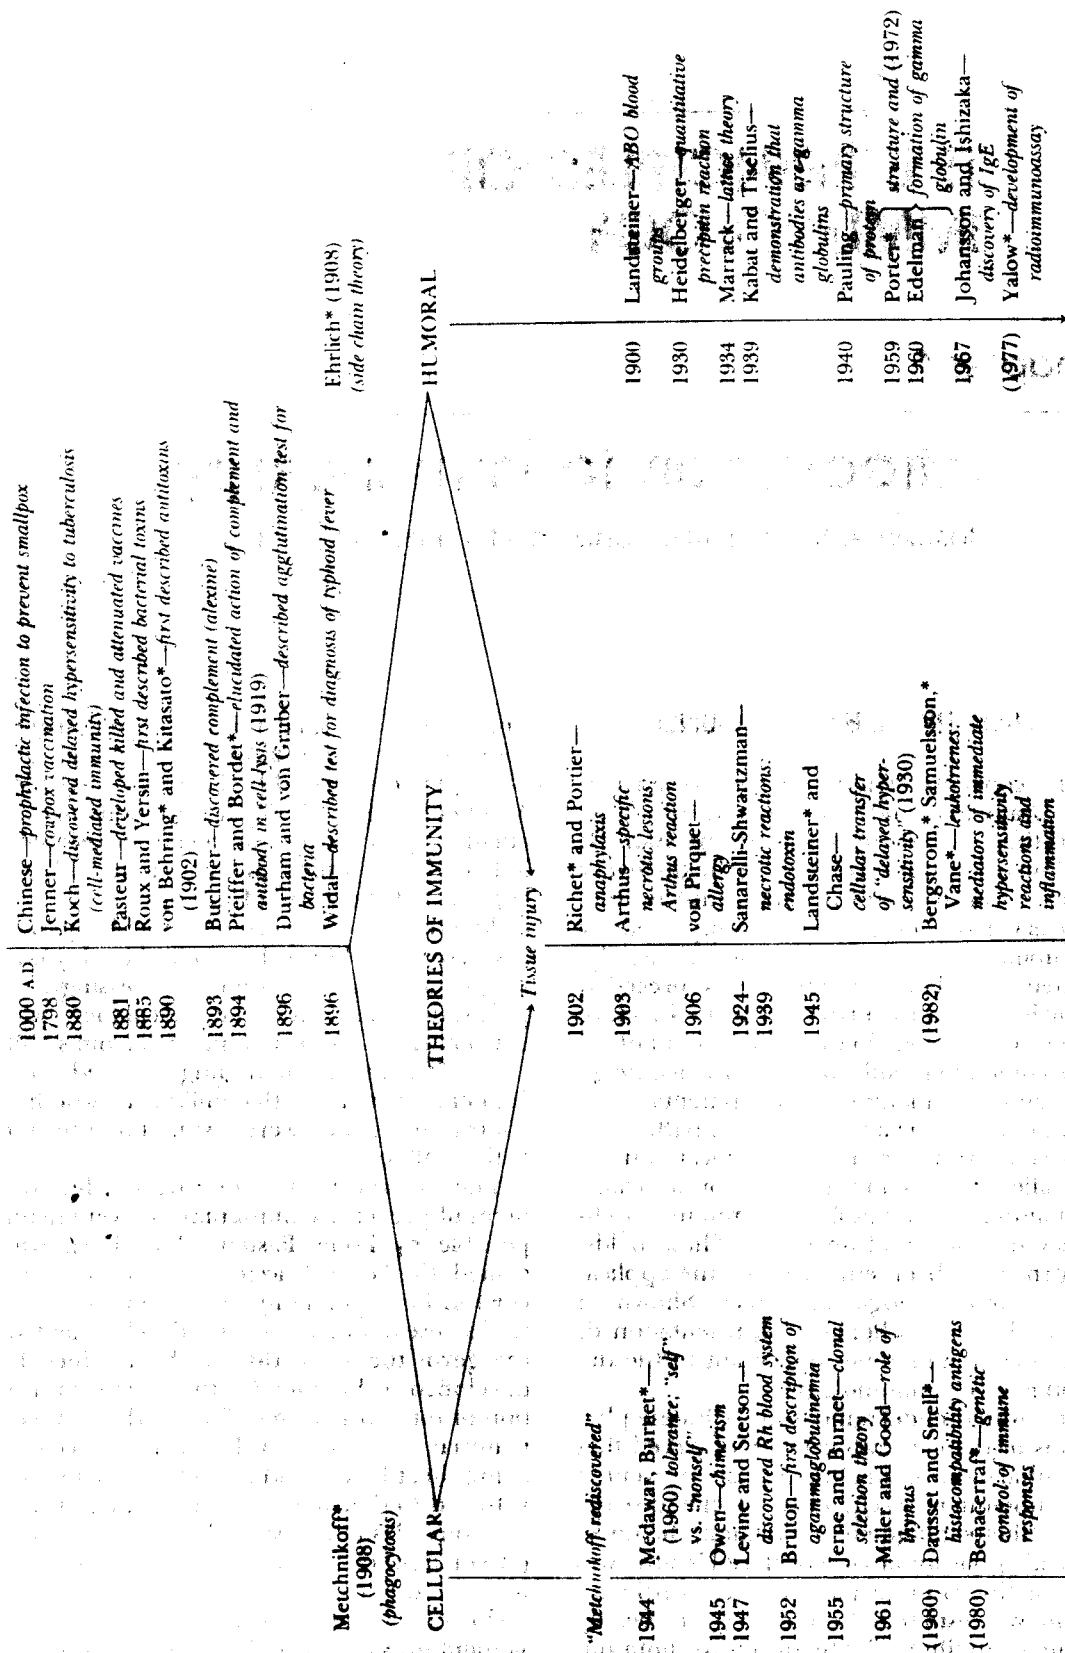 1000 A.D. Chinese—prophylactic infection to prevent smallpox
1798 Jenner—cowpox vaccination
1880 Koch—discovered delayed hypersensitivity to tuberculosis
(cell-mediated immunity)
1881 Pasteur—developed killed and attenuated vaccines
1885 Roux and Yersin—first described bacterial toxins
1890 von Behring* and Kitasato*—first described antitoxins
(1902)
1893 Buchner—discovered complement (alexine)
1894 Pfeiffer and Bordet*—elucidated action of complement and
antibody in cell lysis (1919)
1896 Durham and von Gruber—described agglutination test for
bacteria
1896 Widal—described test for diagnosis of typhoid fever
Metchnikoff*
(1908)
(phagocytosis)
Ehrlich* (1908)
(side chain theory)
CELLULAR
THEORIES OF IMMUNITY
HUMORAL
Tissue injury
"Metchnikoff rediscovered"
1944 Medawar, Burnet*—
(1960) tolerance; "self"
vs. "nonself"
1945 Owen—chimerism
1947 Levine and Stetson—
discovered Rh blood system
1952 Bruton—first description of
agammaglobulinemia
1955 Jerne and Burnet—clonal
selection theory
1961 Miller and Good—role of
thymus
(1980) Dausset and Snell*—
histocompatibility antigens
(1980) Benacerraf*—genetic
control of immune
responses
1902 Richet* and Portier—
anaphylaxis
1903 Arthus—specific
necrotic lesions;
Arthus reaction
1906 von Pirquet—
allergy
1924– Sanarelli-Shwartzman—
1939 necrotic reactions:
endotoxin
1945 Landsteiner* and
Chase—
cellular transfer
of "delayed hyper-
sensitivity" (1930)
(1982) Bergstrom,* Samuelsson,*
Vane*—leukotrienes:
mediators of immediate
hypersensitivity
reactions and
inflammation
1900 Landsteiner—ABO blood
groups
1930 Heidelberger—quantitative
precipitin reaction
1934 Marrack—lattice theory
1939 Kabat and Tiselius—
demonstration that
antibodies are gamma
globulins
1940 Pauling—primary structure
of protein
1959 Porter* structure and (1972)
1960 Edelman formation of gamma
globulin
1967 Johansson and Ishizaka—
discovery of IgE
(1977) Yalow*—development of
radioimmunoassay